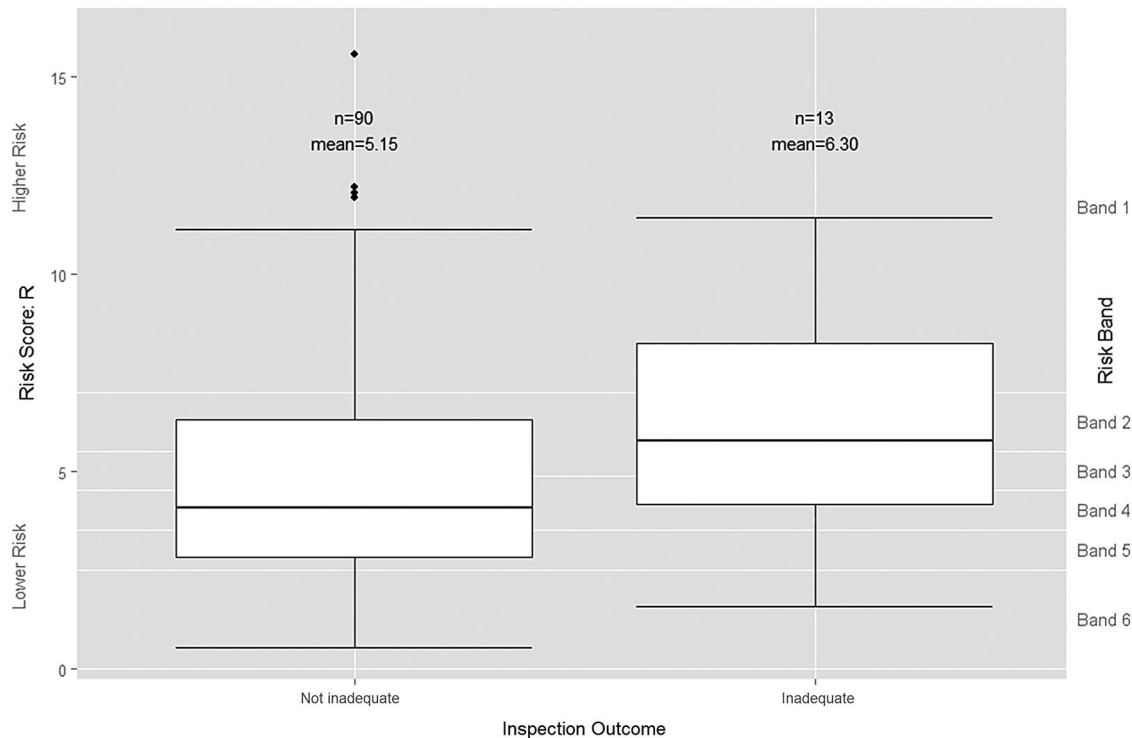 15
10
5
0
Higher Risk
Risk Score: R
Lower Risk
n=90
mean=5.15
n=13
mean=6.30
Band 1
Band 2
Band 3
Band 4
Band 5
Band 6
Risk Band
Not inadequate
Inadequate
Inspection Outcome